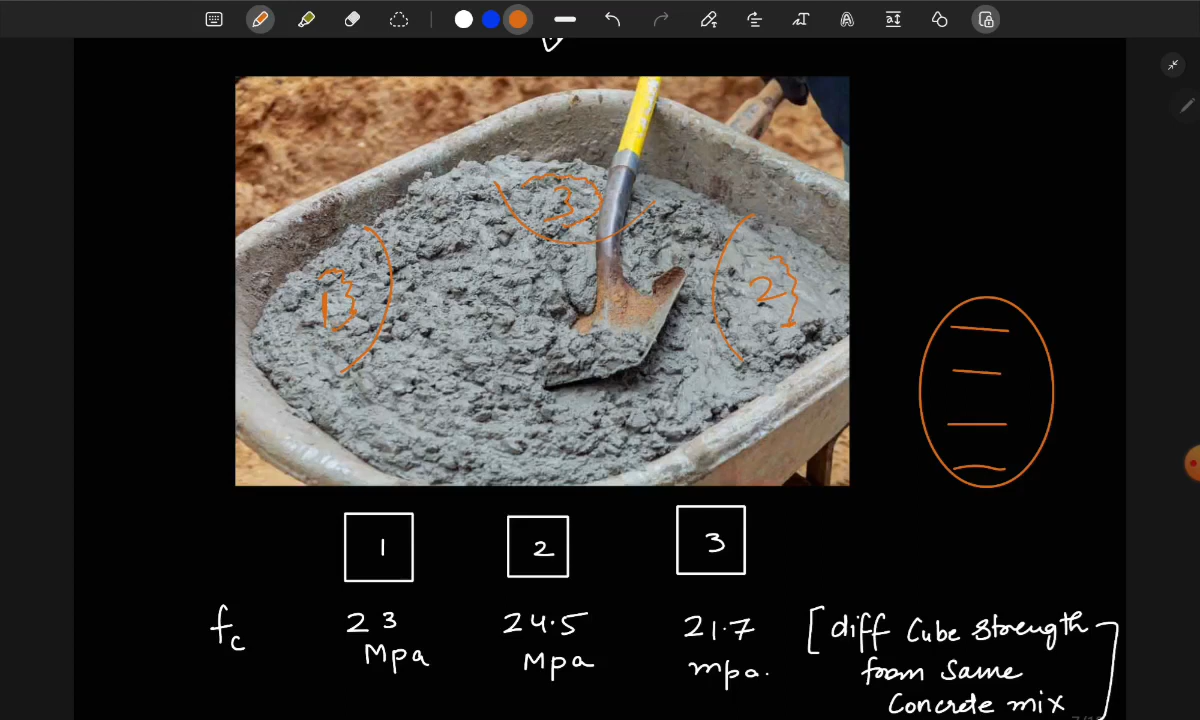 3
1
2
1 2 3
fc 23 Mpa 24.5 Mpa 21.7 mpa.
[diff Cube strength
from same
Concrete mix